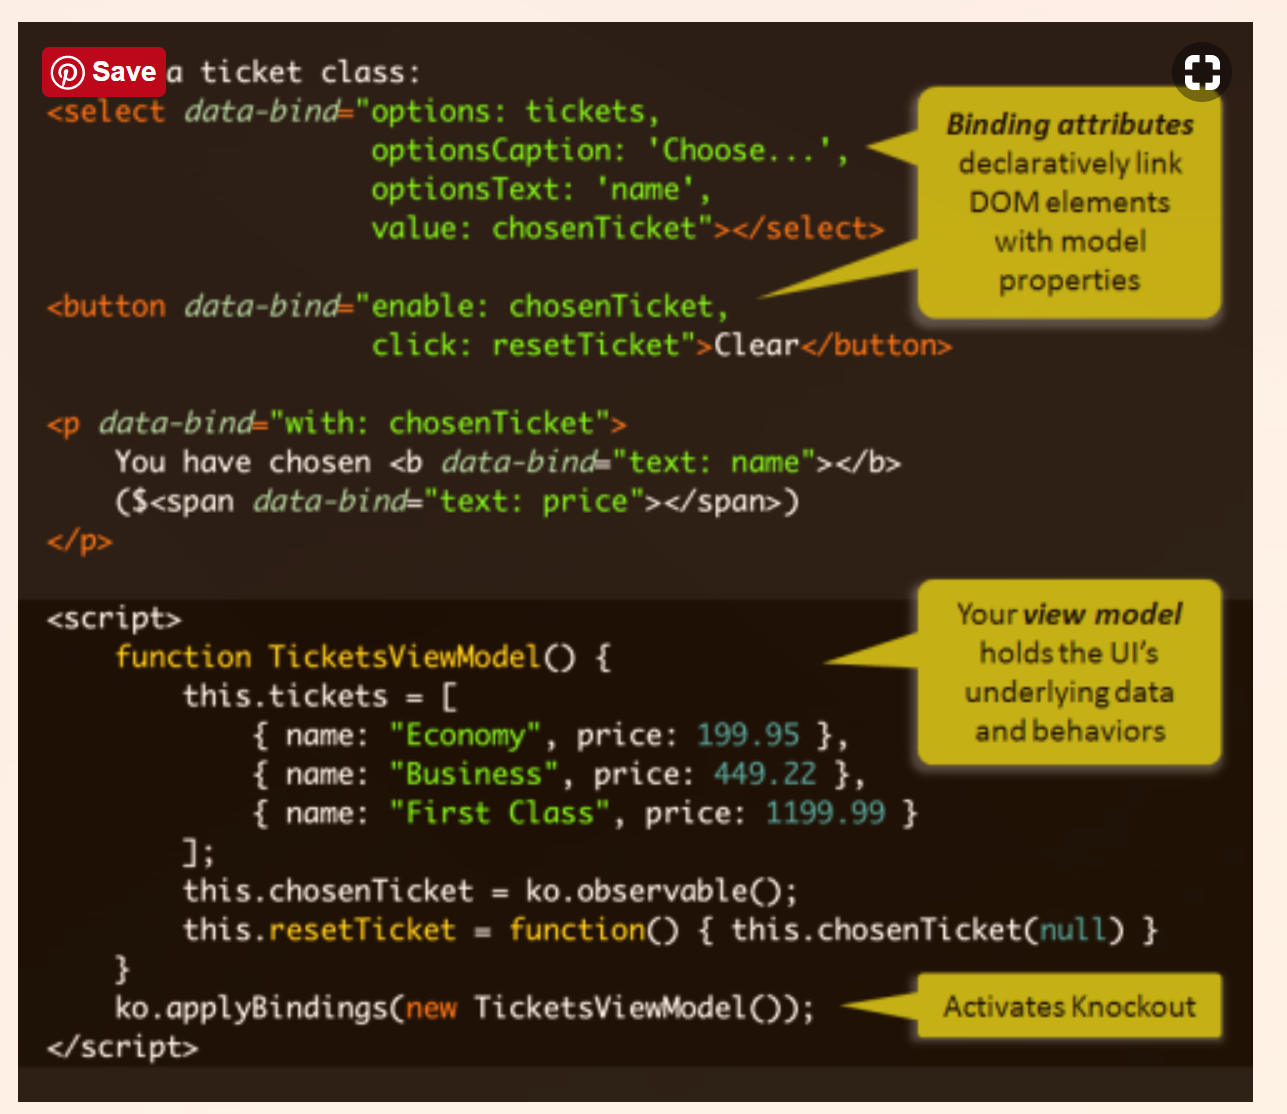 Save
a ticket class:
<select data-bind="options: tickets,
optionsCaption: 'Choose...',
optionsText: 'name',
value: chosenTicket"></select>
<button data-bind="enable: chosenTicket,
click: resetTicket">Clear</button>
<p data-bind="with: chosenTicket">
You have chosen <b data-bind="text: name"></b>
($<span data-bind="text: price"></span>)
</p>
Binding attributes
declaratively link
DOM elements
with model
properties
<script>
function TicketsViewModel() {
this.tickets = [
{ name: "Economy", price: 199.95 },
{ name: "Business", price: 449.22 },
{ name: "First Class", price: 1199.99 }
];
this.chosenTicket = ko.observable();
this.resetTicket = function() { this.chosenTicket(null) }
}
ko.applyBindings(new TicketsViewModel());
</script>
Your view model
holds the UI's
underlying data
and behaviors
Activates Knockout